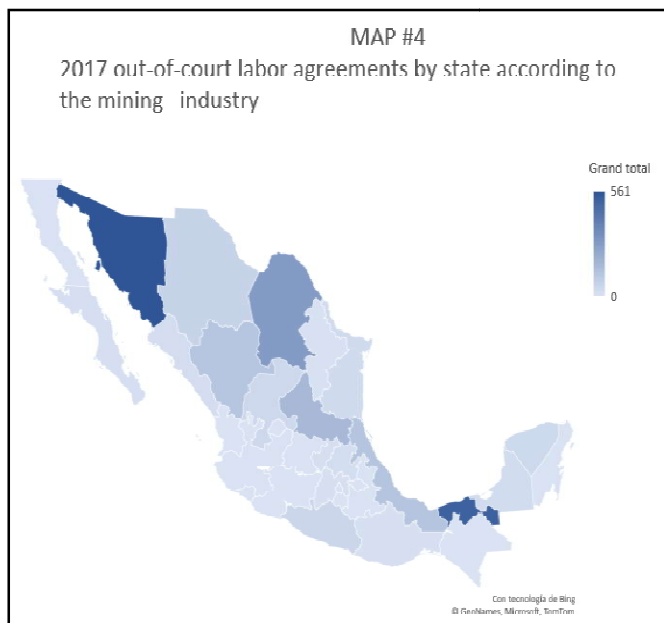 MAP #4
2017 out-of-court labor agreements by state according to
the mining industry
Grand total
561
0
Con tecnología de Bing
© GeoNames, Microsoft, TomTom